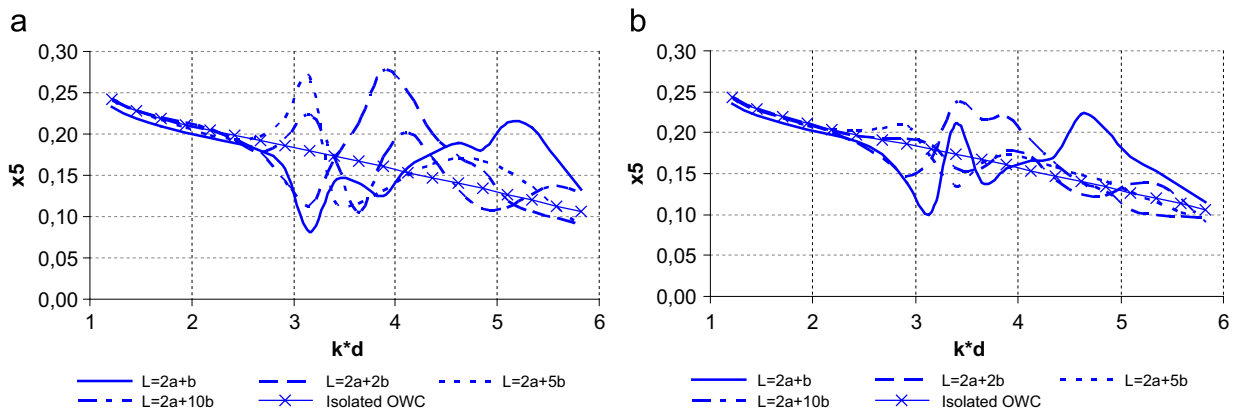 a
0,30
0,25
0,20
0,15
0,10
0,05
0,00
x5
1 2 3 4 5 6
k*d
L=2a+b L=2a+2b L=2a+5b
L=2a+10b Isolated OWC
b
0,30
0,25
0,20
0,15
0,10
0,05
0,00
x5
1 2 3 4 5 6
k*d
L=2a+b L=2a+2b L=2a+5b
L=2a+10b Isolated OWC